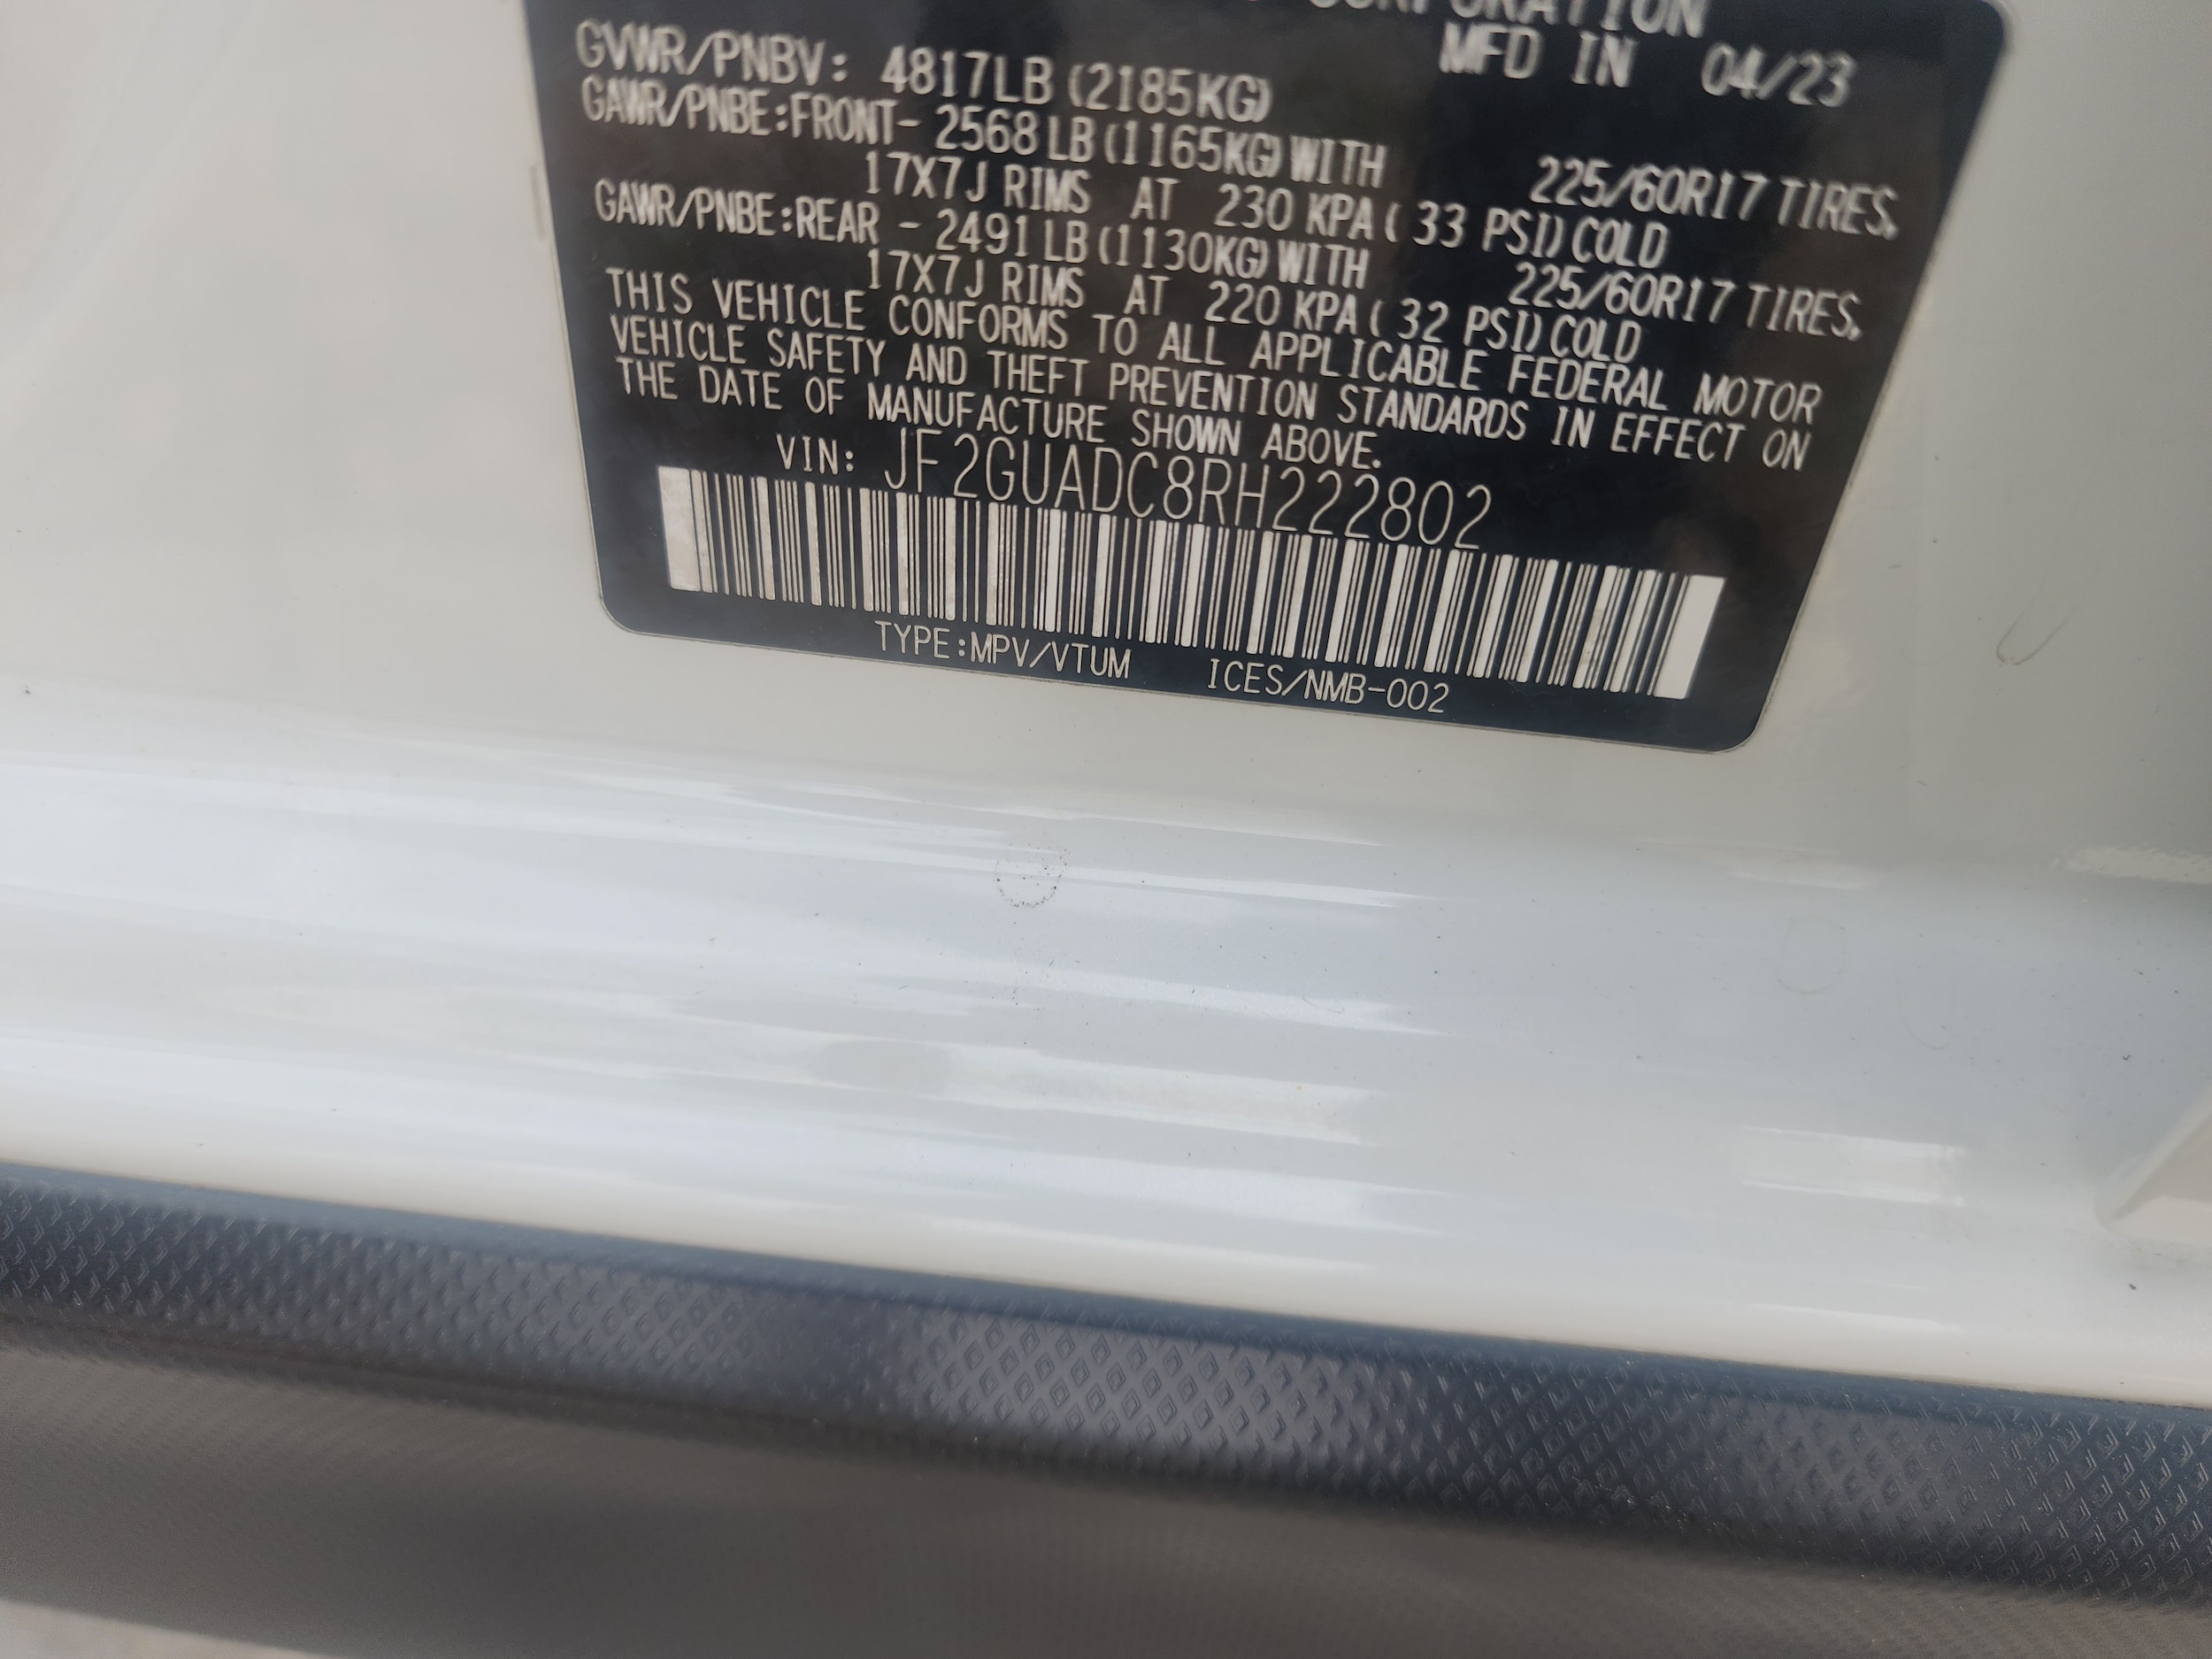 CORPORATION
MFD IN 04/23
GVWR/PNBV: 4817LB (2185KG)
GAWR/PNBE:FRONT- 2568 LB (1165KG) WITH 225/60R17 TIRES,
17X7J RIMS AT 230 KPA ( 33 PSI) COLD
GAWR/PNBE:REAR - 2491 LB (1130KG) WITH 225/60R17 TIRES,
17X7J RIMS AT 220 KPA ( 32 PSI) COLD
THIS VEHICLE CONFORMS TO ALL APPLICABLE FEDERAL MOTOR
VEHICLE SAFETY AND THEFT PREVENTION STANDARDS IN EFFECT ON
THE DATE OF MANUFACTURE SHOWN ABOVE.
VIN: JF2GUADC8RH222802
TYPE:MPV/VTUM ICES/NMB-002